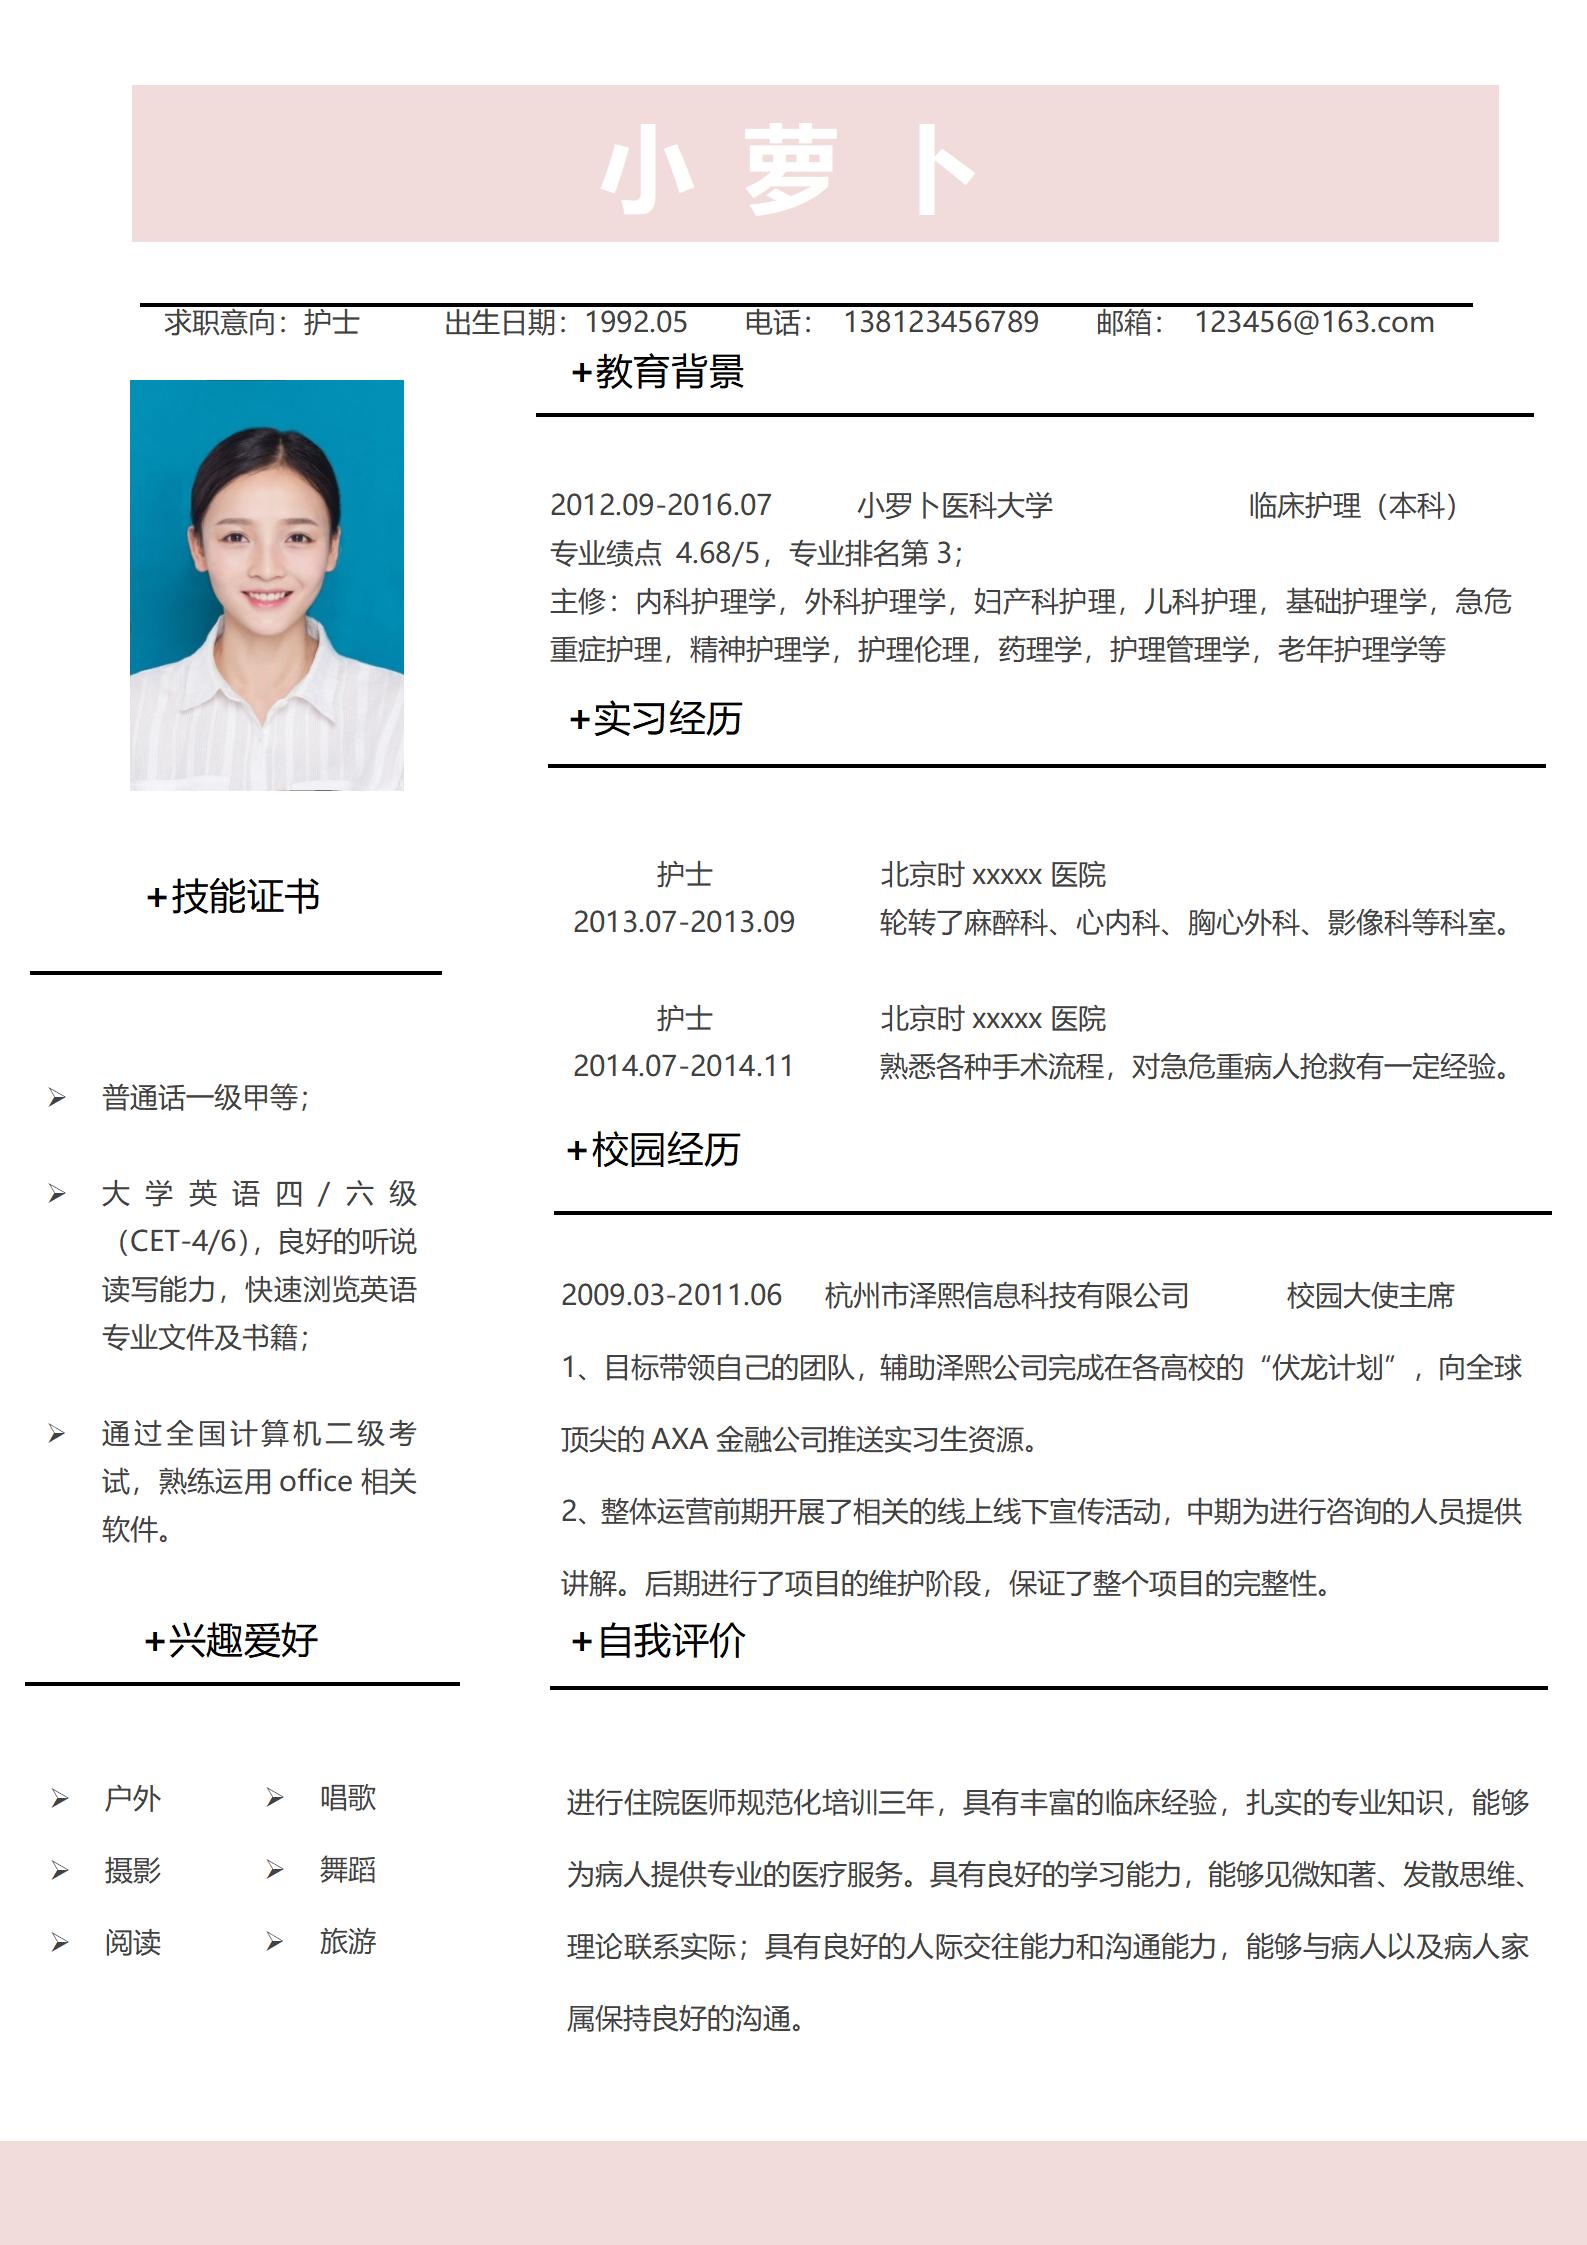 小萝卜
求职意向：护士 出生日期：1992.05 电话： 138123456789 邮箱： 123456@163.com
+教育背景
2012.09-2016.07 小罗卜医科大学 临床护理（本科）
专业绩点 4.68/5，专业排名第 3；
主修：内科护理学，外科护理学，妇产科护理，儿科护理，基础护理学，急危
重症护理，精神护理学，护理伦理，药理学，护理管理学，老年护理学等
+实习经历
护士 北京时 xxxxx 医院
2013.07-2013.09 轮转了麻醉科、心内科、胸心外科、影像科等科室。
护士 北京时 xxxxx 医院
2014.07-2014.11 熟悉各种手术流程，对急危重病人抢救有一定经验。
+校园经历
2009.03-2011.06 杭州市泽熙信息科技有限公司 校园大使主席
1、目标带领自己的团队，辅助泽熙公司完成在各高校的“伏龙计划”，向全球
顶尖的 AXA 金融公司推送实习生资源。
2、整体运营前期开展了相关的线上线下宣传活动，中期为进行咨询的人员提供
讲解。后期进行了项目的维护阶段，保证了整个项目的完整性。
+自我评价
进行住院医师规范化培训三年，具有丰富的临床经验，扎实的专业知识，能够
为病人提供专业的医疗服务。具有良好的学习能力，能够见微知著、发散思维、
理论联系实际；具有良好的人际交往能力和沟通能力，能够与病人以及病人家
属保持良好的沟通。
+技能证书
➢ 普通话一级甲等；
➢ 大学英语四/六级
（CET-4/6），良好的听说
读写能力，快速浏览英语
专业文件及书籍；
➢ 通过全国计算机二级考
试，熟练运用 office 相关
软件。
+兴趣爱好
➢ 户外 ➢ 唱歌
➢ 摄影 ➢ 舞蹈
➢ 阅读 ➢ 旅游